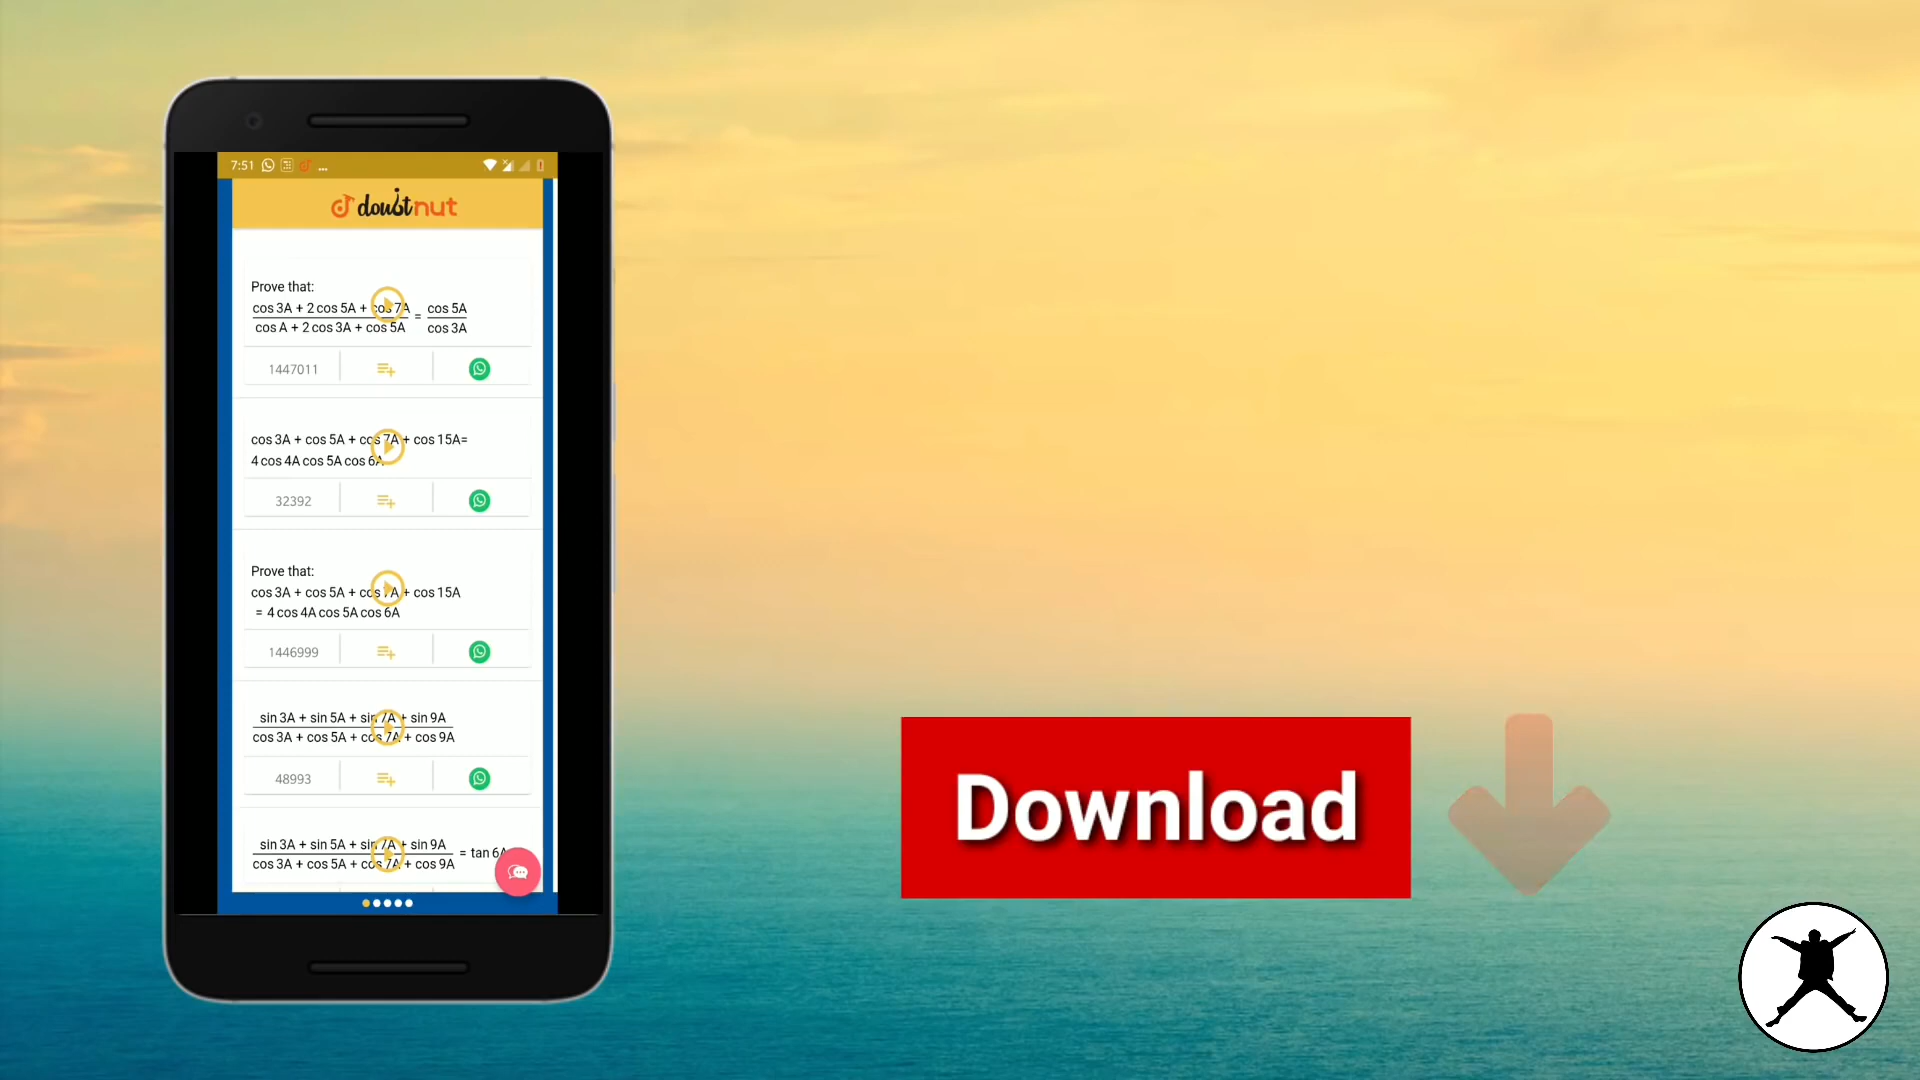 7:51
doubtnut
Prove that:
cos 3A + 2 cos 5A + cos 7A / cos A + 2 cos 3A + cos 5A = cos 5A / cos 3A
1447011
cos 3A + cos 5A + cos 7A + cos 15A=
4 cos 4A cos 5A cos 6A
32392
Prove that:
cos 3A + cos 5A + cos 7A + cos 15A
= 4 cos 4A cos 5A cos 6A
1446999
sin 3A + sin 5A + sin 7A + sin 9A / cos 3A + cos 5A + cos 7A + cos 9A
48993
sin 3A + sin 5A + sin 7A + sin 9A / cos 3A + cos 5A + cos 7A + cos 9A = tan 6A
Download